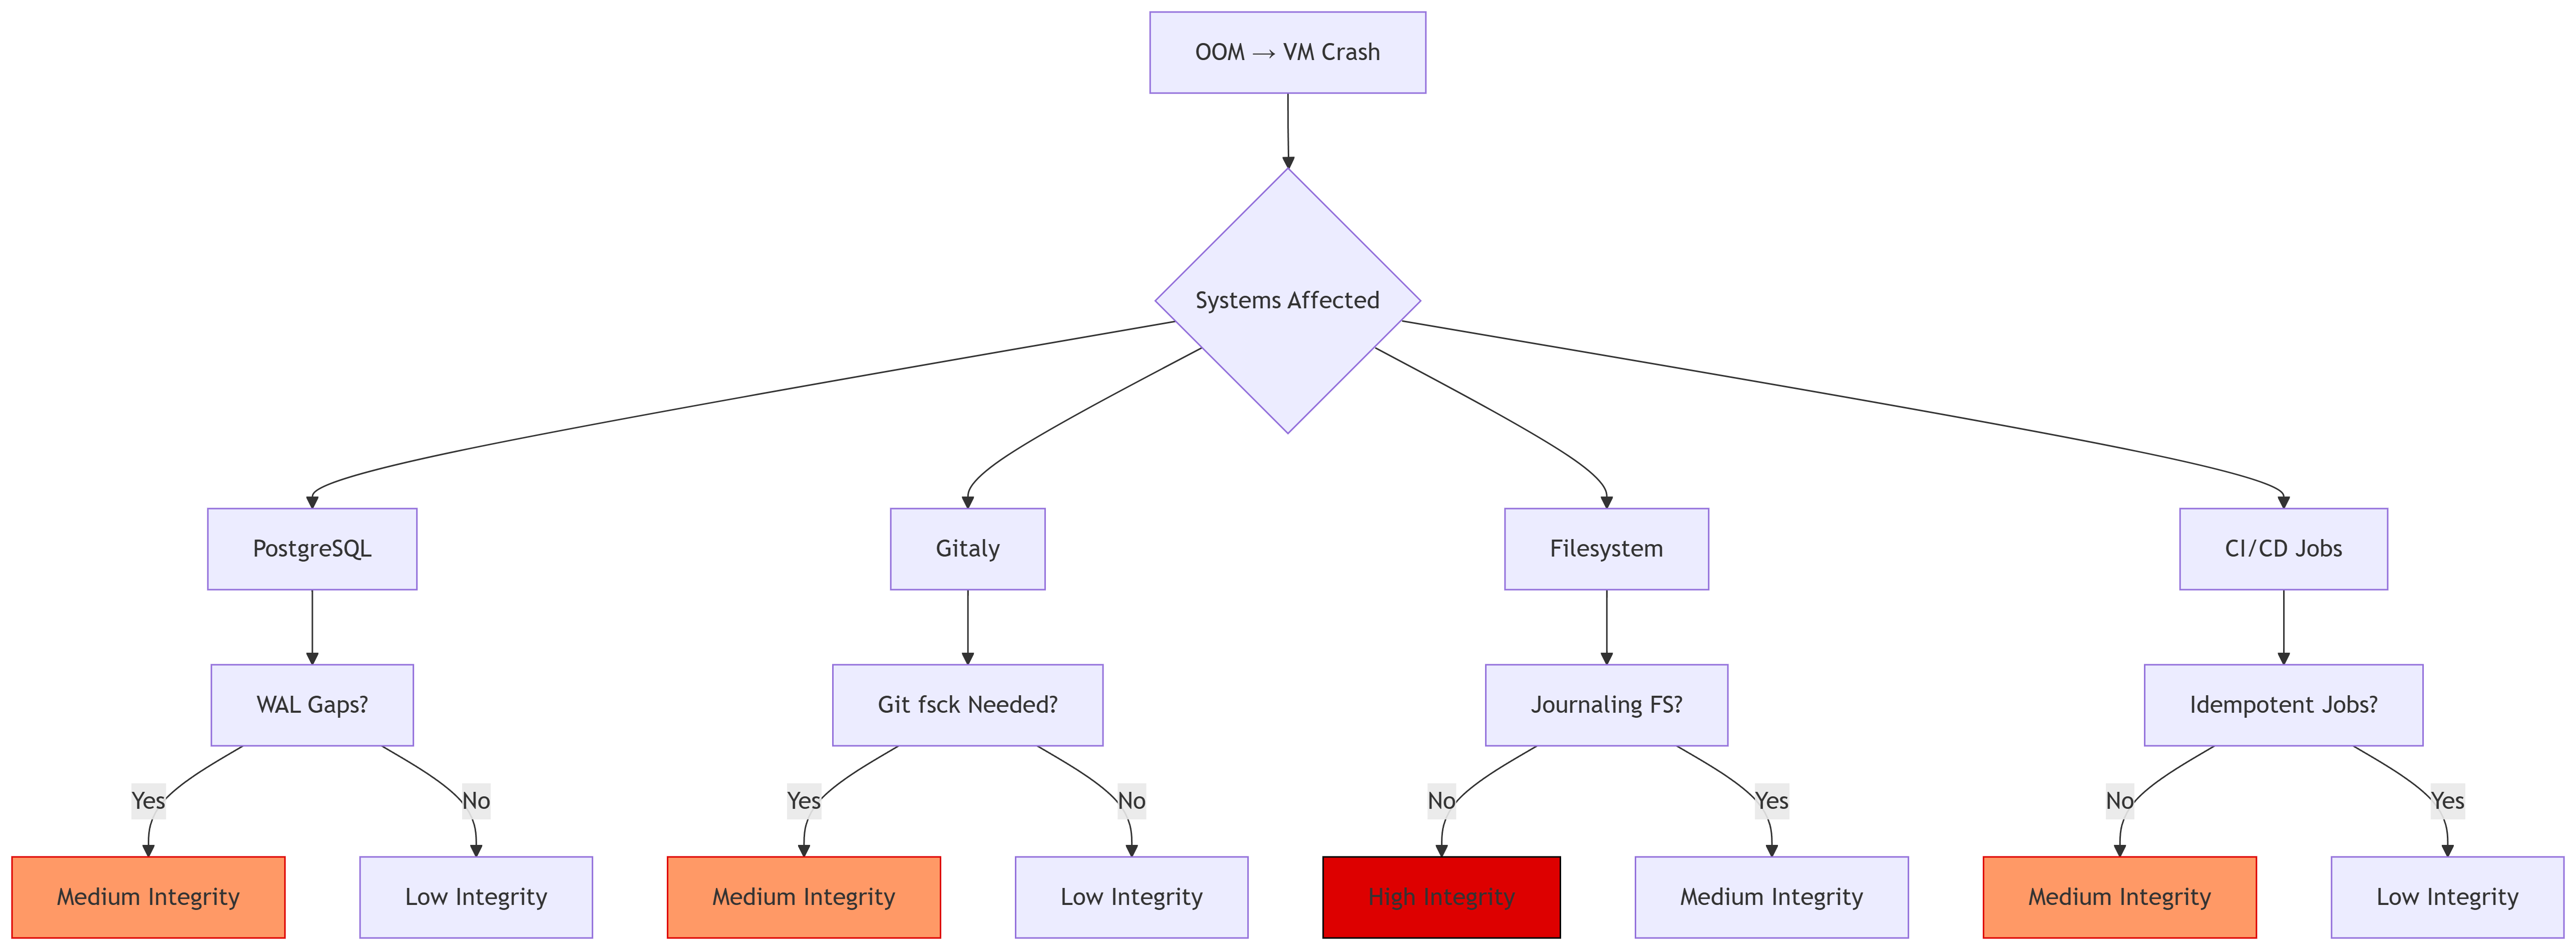 OOM → VM Crash
Systems Affected
PostgreSQL
Gitaly
Filesystem
CI/CD Jobs
WAL Gaps?
Git fsck Needed?
Journaling FS?
Idempotent Jobs?
Yes
No
Yes
No
No
Yes
No
Yes
Medium Integrity
Low Integrity
Medium Integrity
Low Integrity
High Integrity
Medium Integrity
Medium Integrity
Low Integrity